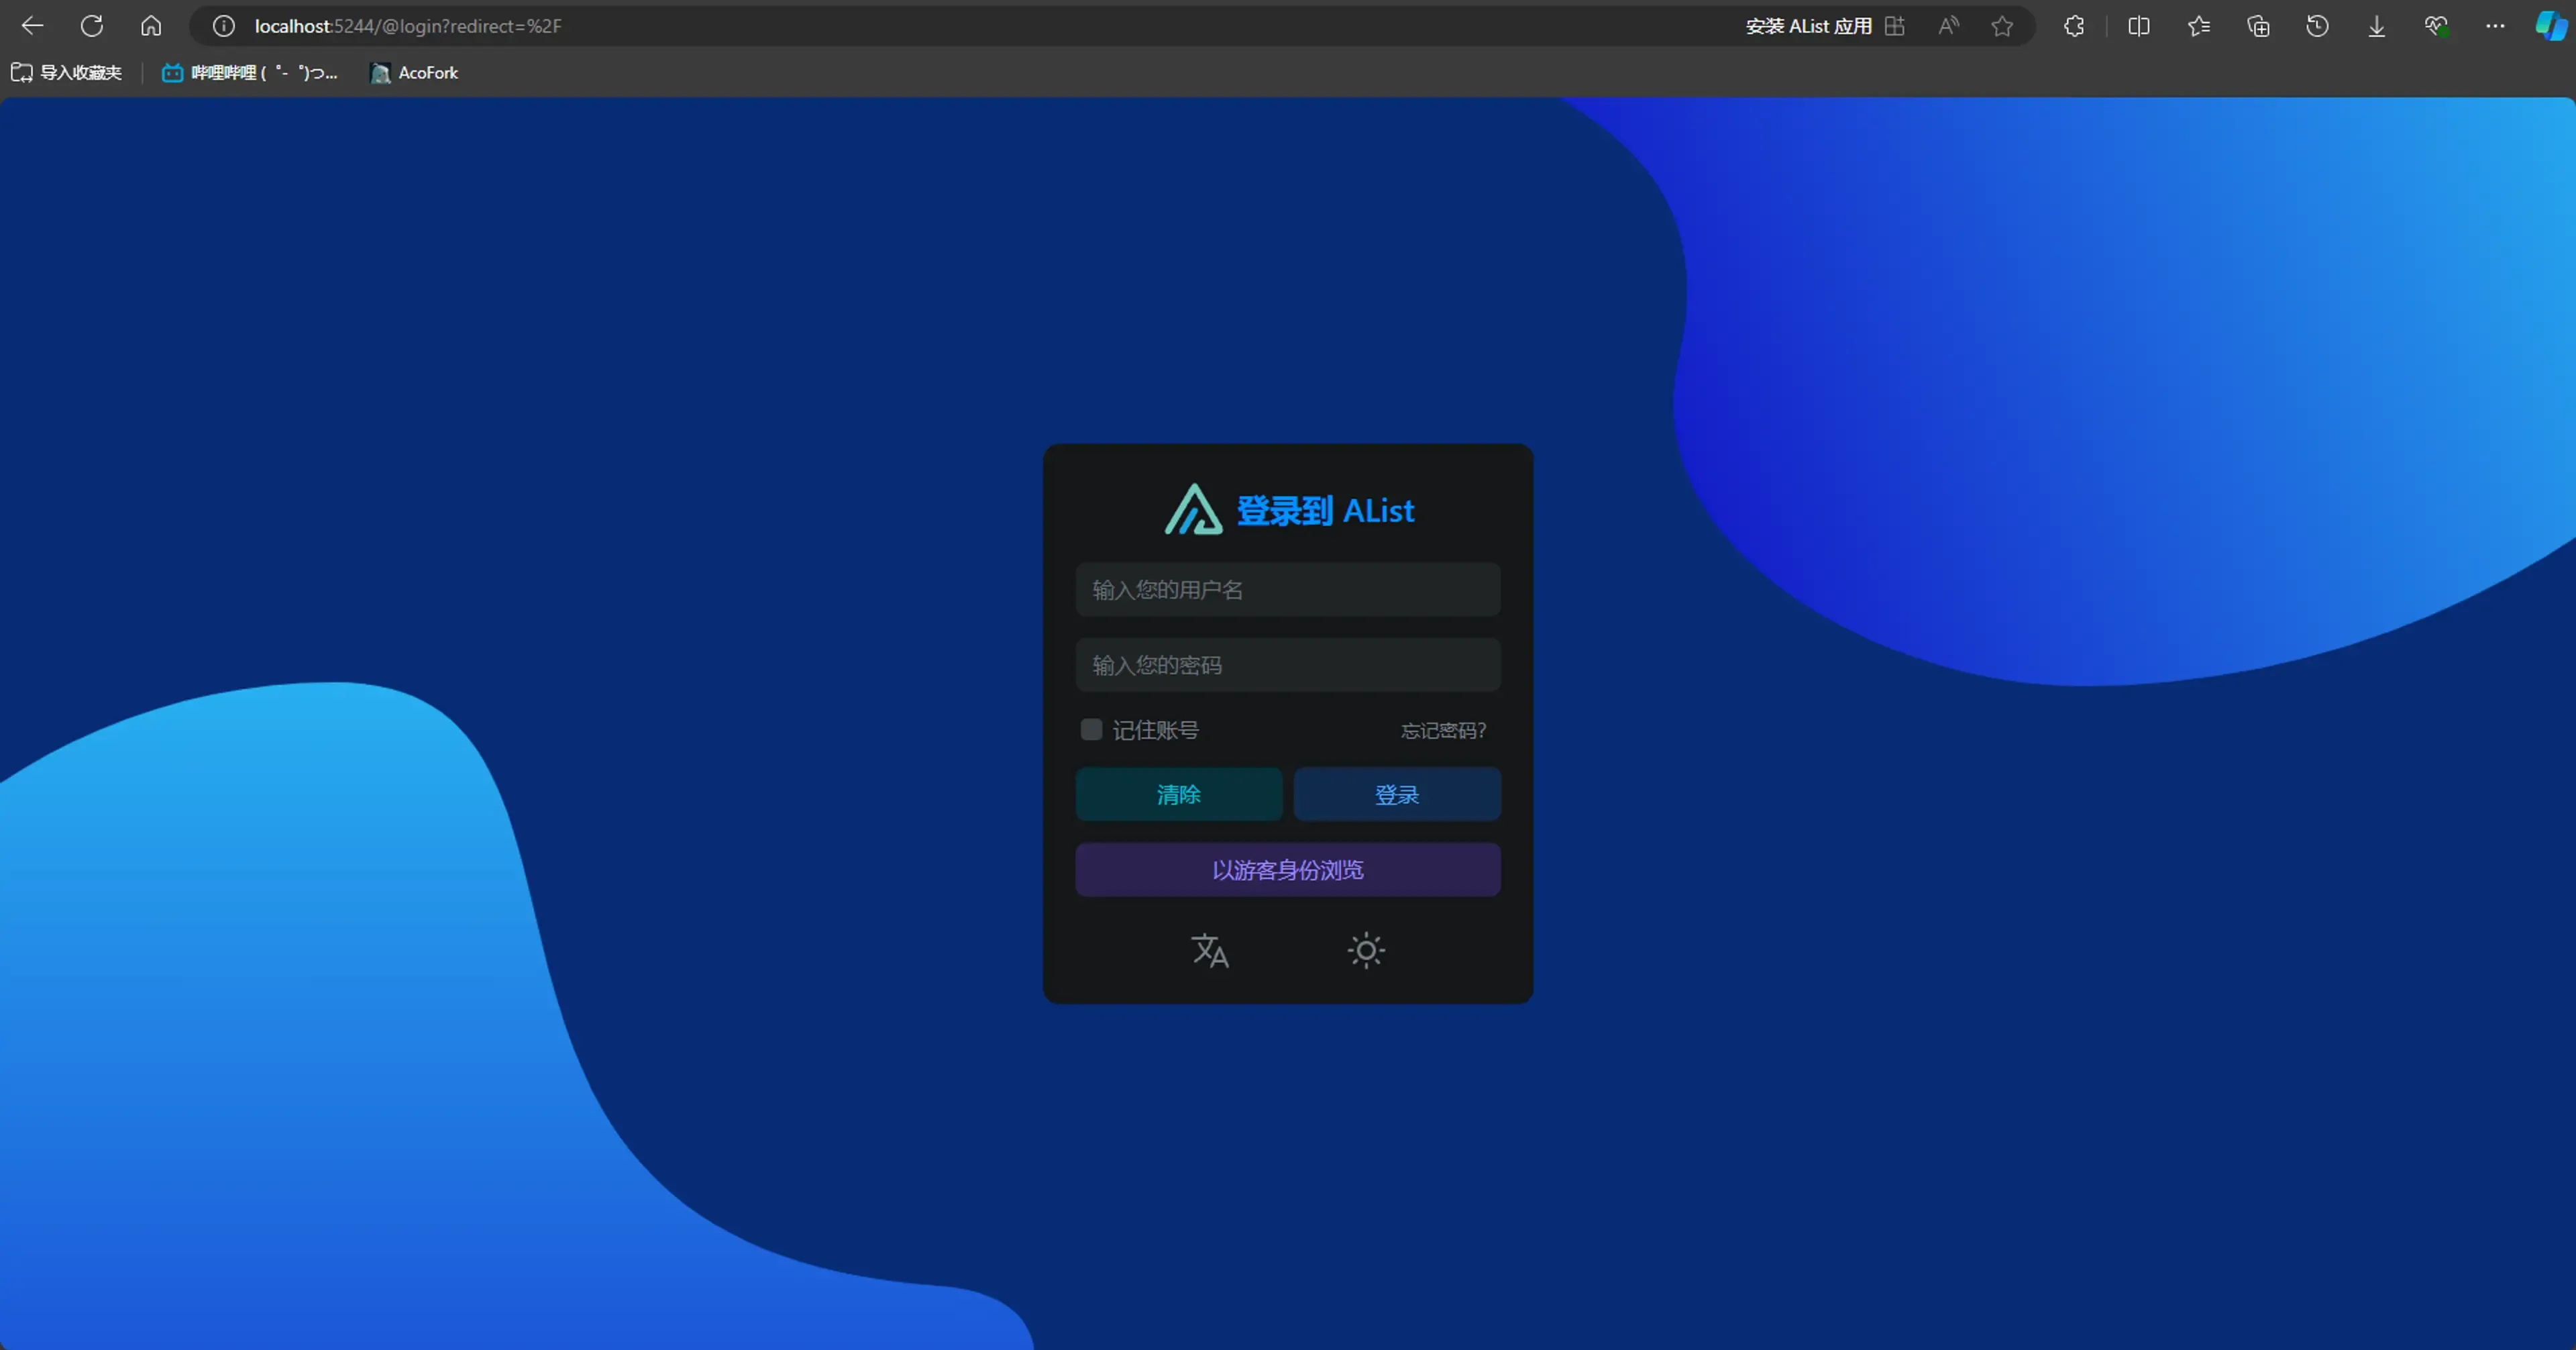 localhost:5244/@login?redirect=%2F
安装 AList 应用
导入收藏夹
哔哩哔哩 (゜-゜)つ...
AcoFork
登录到 AList
输入您的用户名
输入您的密码
记住账号
忘记密码?
清除
登录
以游客身份浏览